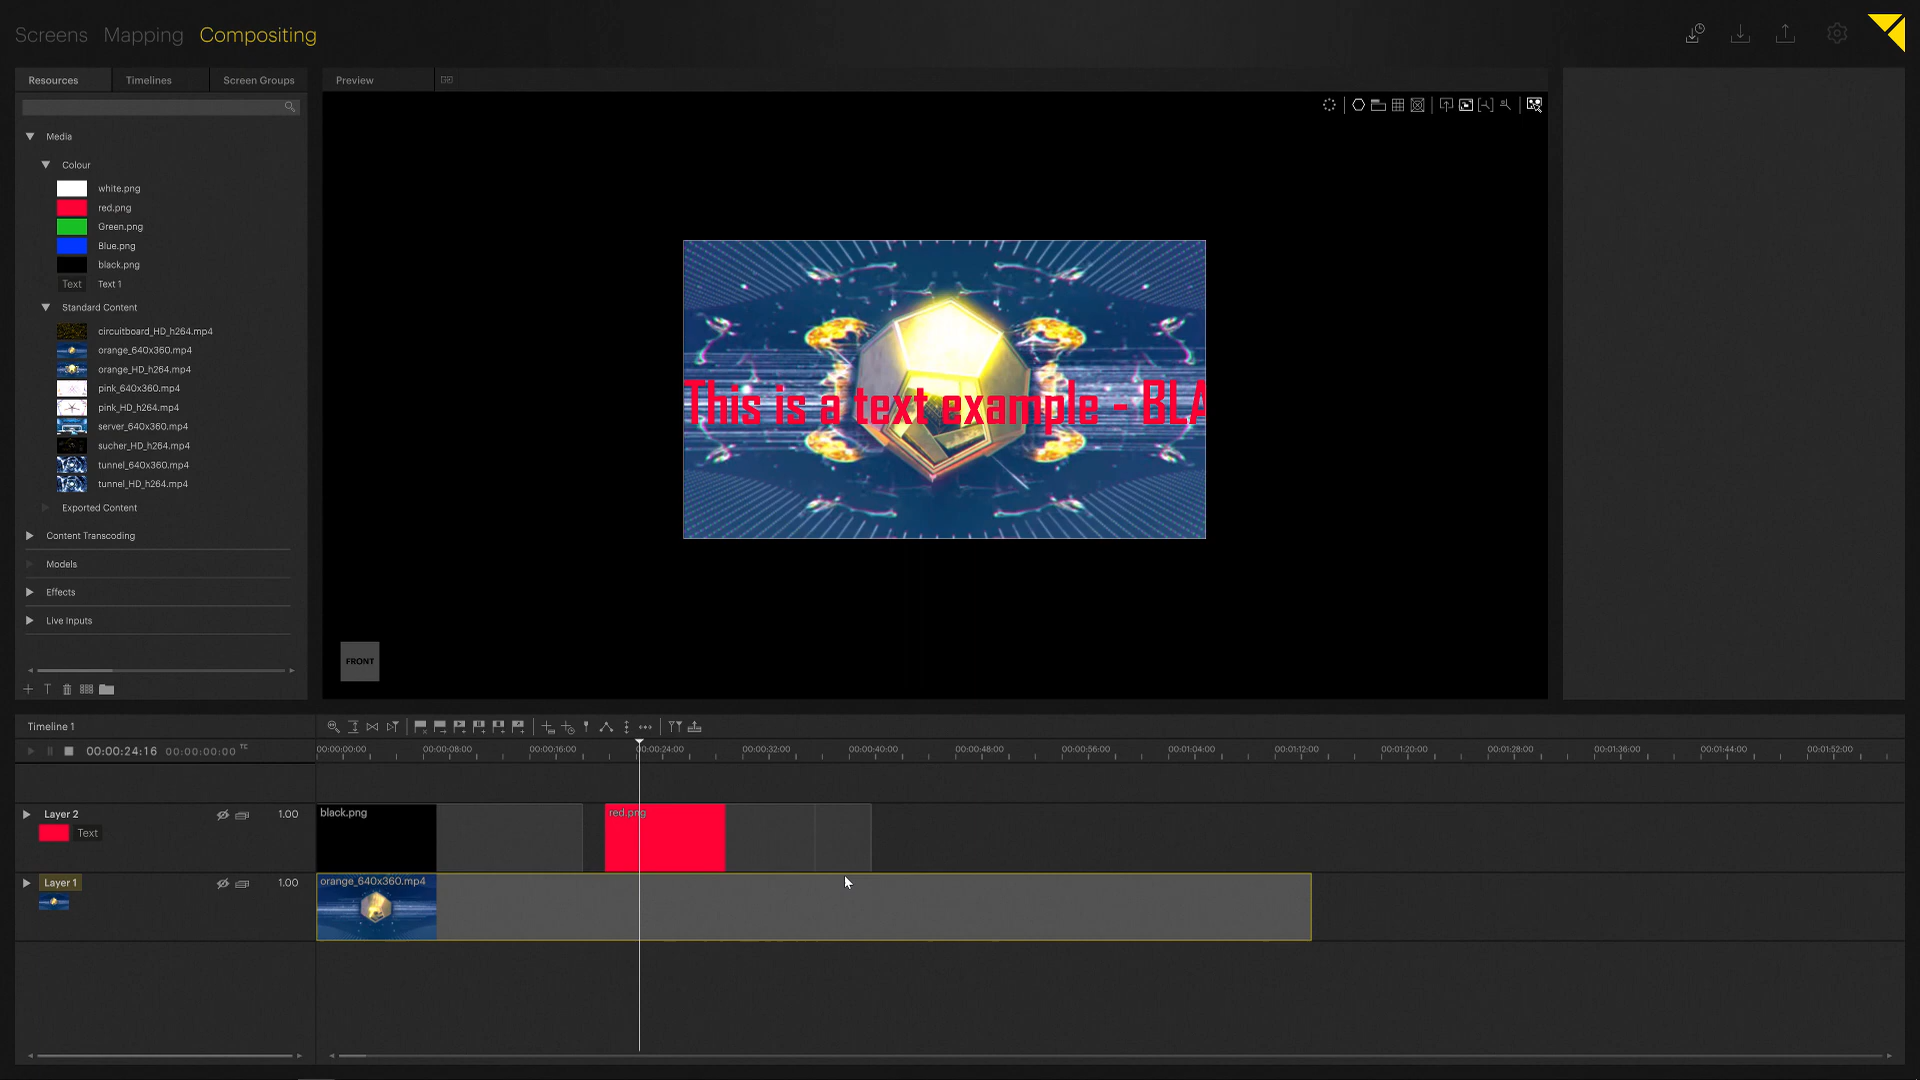 Screens Mapping Compositing
Resources Timelines Screen Groups Preview
Media
Colour
white.png
red.png
Green.png
Blue.png
black.png
Text Text 1
Standard Content
circuitboard_HD_h264.mp4
orange_640x360.mp4
orange_HD_h264.mp4
pink_640x360.mp4
pink_HD_h264.mp4
server_640x360.mp4
sucher_HD_h264.mp4
tunnel_640x360.mp4
tunnel_HD_h264.mp4
Exported Content
Content Transcoding
Models
Effects
Live Inputs
This is a text example - BLA
FRONT
Timeline 1
00:00:24:16 00:00:00:00 TC
00:00:00:00 00:00:08:00 00:00:16:00 00:00:24:00 00:00:32:00 00:00:40:00 00:00:48:00 00:00:56:00 00:01:04:00 00:01:12:00 00:01:20:00 00:01:28:00 00:01:36:00 00:01:44:00 00:01:52:00
Layer 2 1.00
Text
black.png red.png
Layer 1 1.00
orange_640x360.mp4